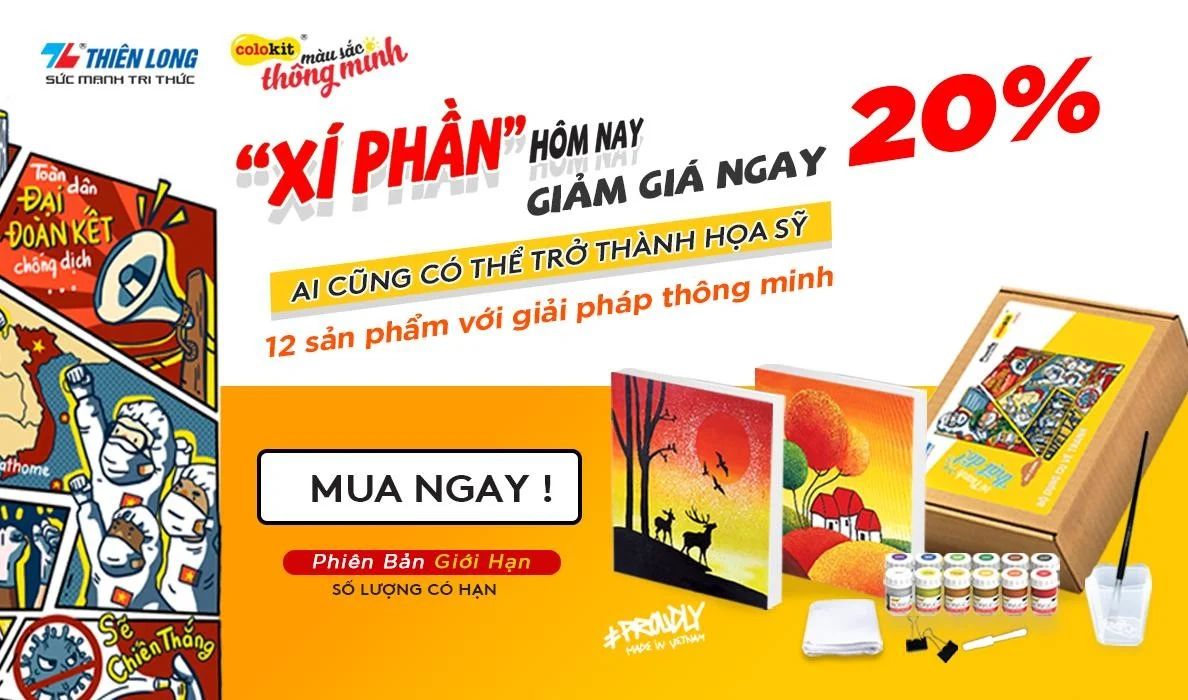 THIÊN LONG
SỨC MẠNH TRI THỨC
colokit
màu sắc
thông minh
“XÍ PHẦN” HÔM NAY
GIẢM GIÁ NGAY 20%
AI CŨNG CÓ THỂ TRỞ THÀNH HỌA SỸ
12 sản phẩm với giải pháp thông minh
Toàn dân
ĐẠI
ĐOÀN KẾT
chống dịch
...
athome
Sẽ
Chiến Thắng
MUA NGAY !
Phiên Bản Giới Hạn
SỐ LƯỢNG CÓ HẠN
#PROUDLY
MADE IN VIETNAM
colokit